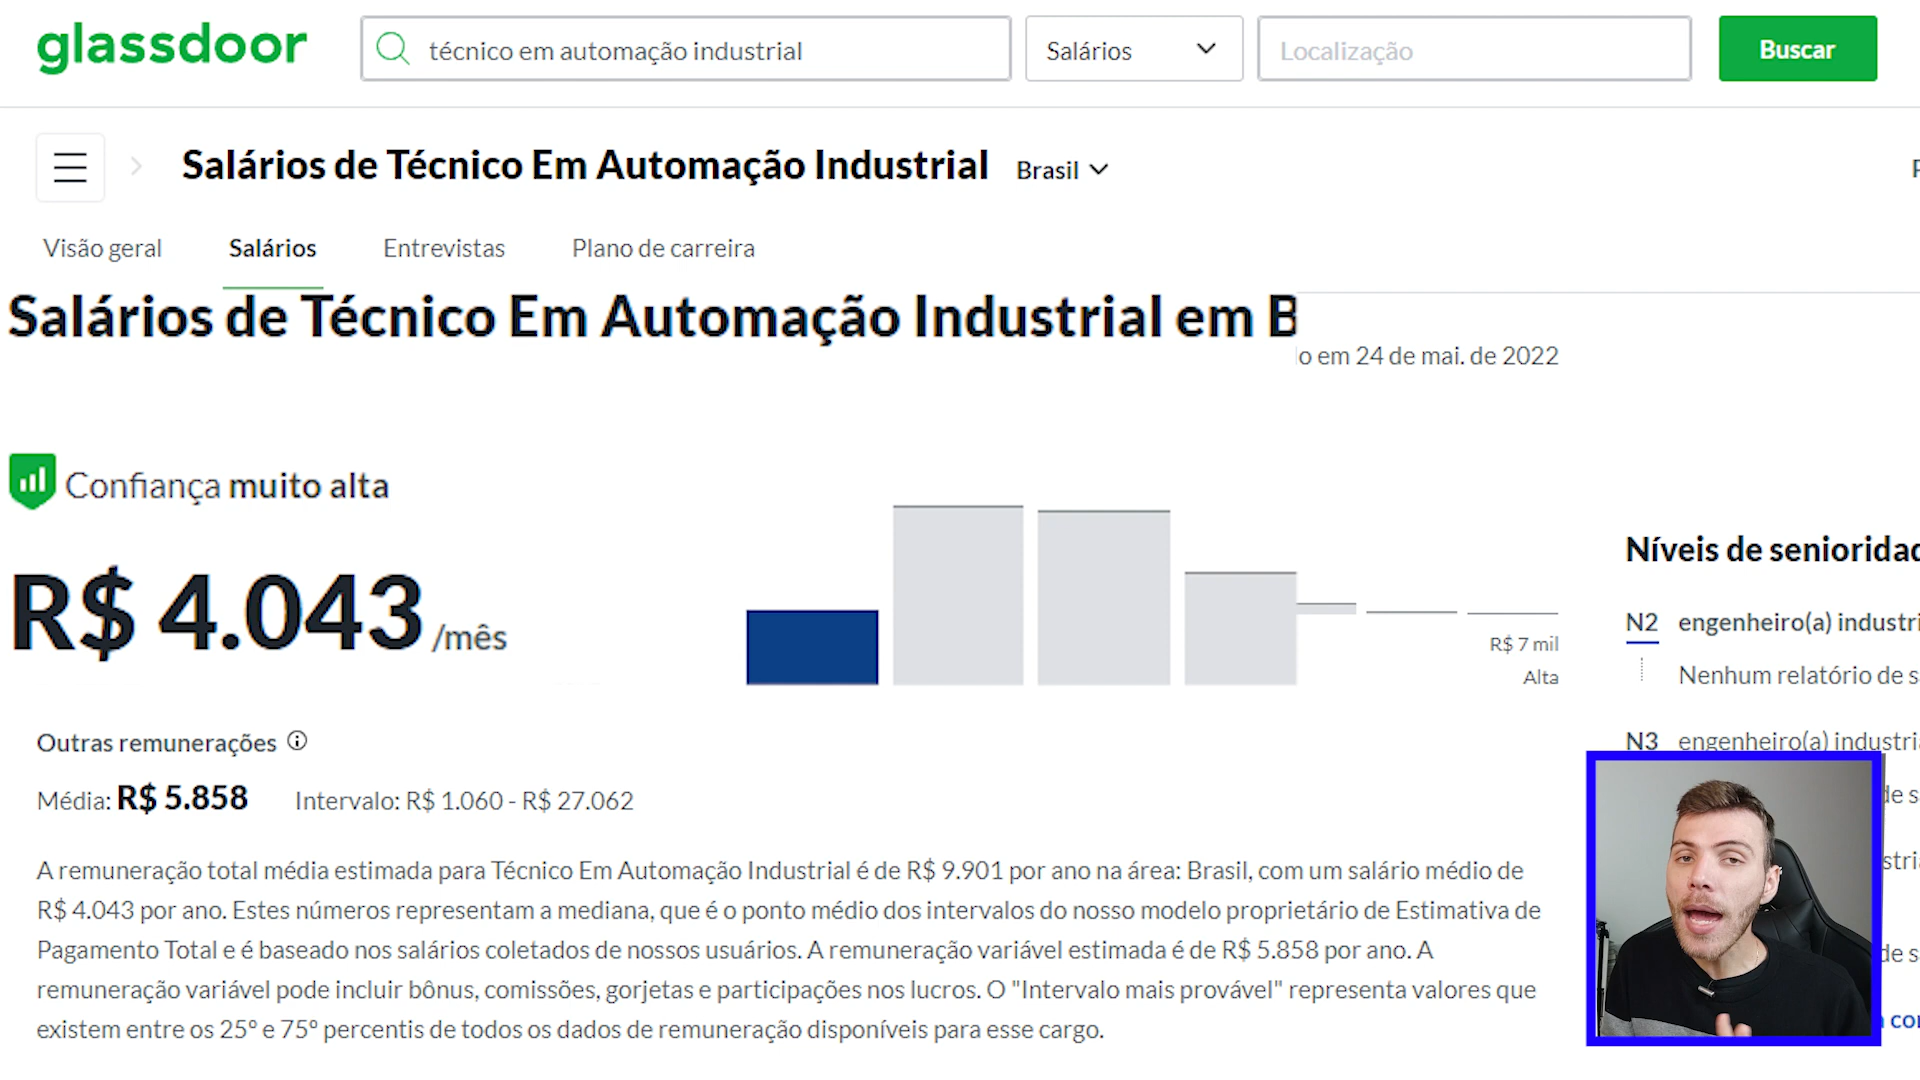 glassdoor
técnico em automação industrial
Salários
Localização
Buscar
Salários de Técnico Em Automação Industrial
Brasil
Visão geral
Salários
Entrevistas
Plano de carreira
Salários de Técnico Em Automação Industrial em B
o em 24 de mai. de 2022
Confiança muito alta
R$ 4.043 /mês
R$ 7 mil
Alta
Outras remunerações
Média: R$ 5.858
Intervalo: R$ 1.060 - R$ 27.062
A remuneração total média estimada para Técnico Em Automação Industrial é de R$ 9.901 por ano na área: Brasil, com um salário médio de
R$ 4.043 por ano. Estes números representam a mediana, que é o ponto médio dos intervalos do nosso modelo proprietário de Estimativa de
Pagamento Total e é baseado nos salários coletados de nossos usuários. A remuneração variável estimada é de R$ 5.858 por ano. A
remuneração variável pode incluir bônus, comissões, gorjetas e participações nos lucros. O "Intervalo mais provável" representa valores que
existem entre os 25º e 75º percentis de todos os dados de remuneração disponíveis para esse cargo.
Níveis de senioridad
N2 engenheiro(a) industri
Nenhum relatório de s
N3 engenheiro(a) industria
de s
stria
de s
cor